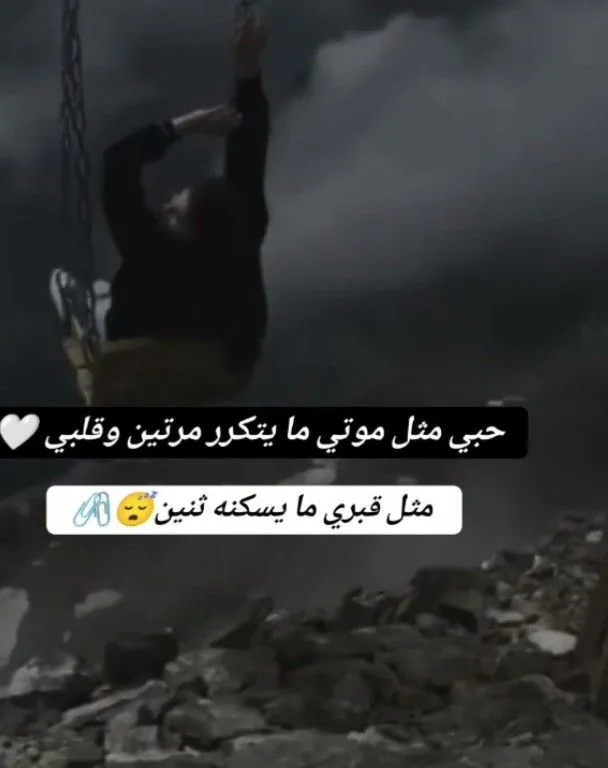 حبي مثل موتي ما يتكرر مرتين وقلبي 🤍
مثل قبري ما يسكنه ثنين😴🖇️